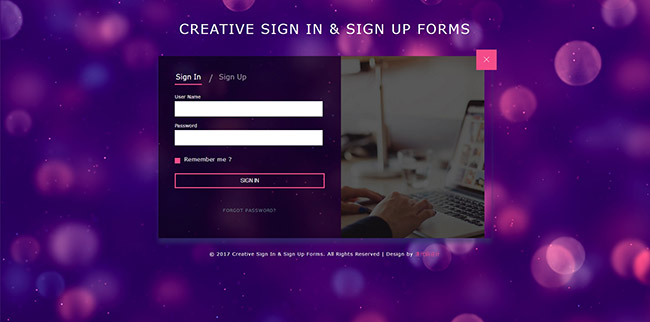 CREATIVE SIGN IN & SIGN UP FORMS
Sign In / Sign Up
User Name
Password
Remember me ?
SIGN IN
FORGOT PASSWORD?
© 2017 Creative Sign In & Sign Up Forms. All Rights Reserved | Design by